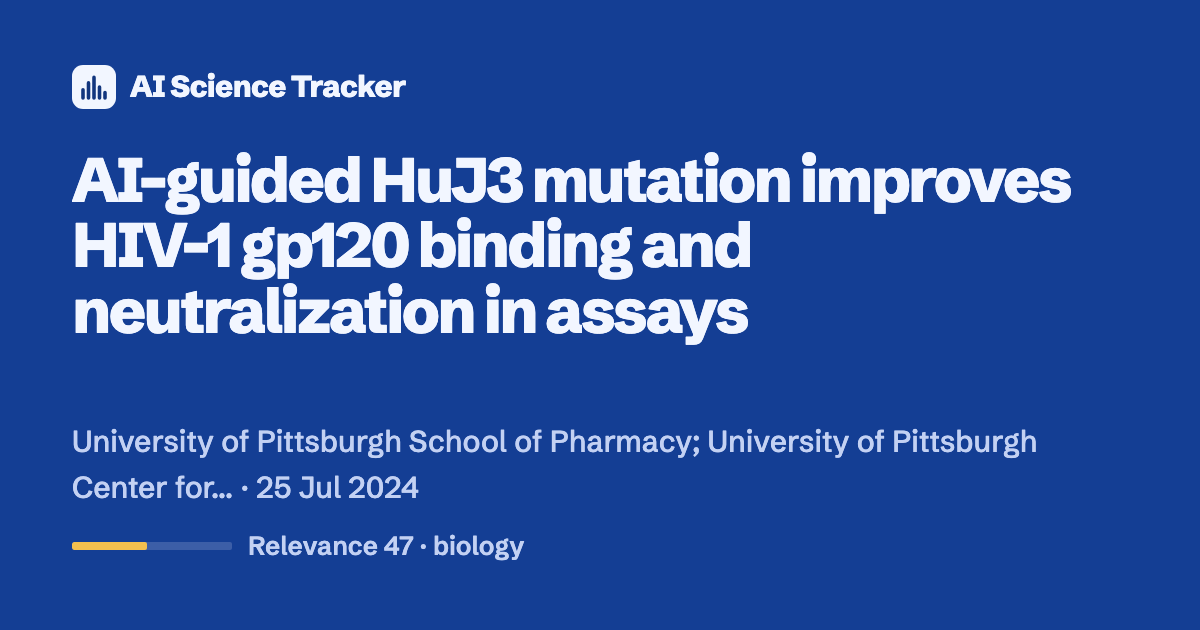 AI Science Tracker
AI-guided HuJ3 mutation improves
HIV-1 gp120 binding and
neutralization in assays
University of Pittsburgh School of Pharmacy; University of Pittsburgh
Center for... · 25 Jul 2024
Relevance 47 · biology